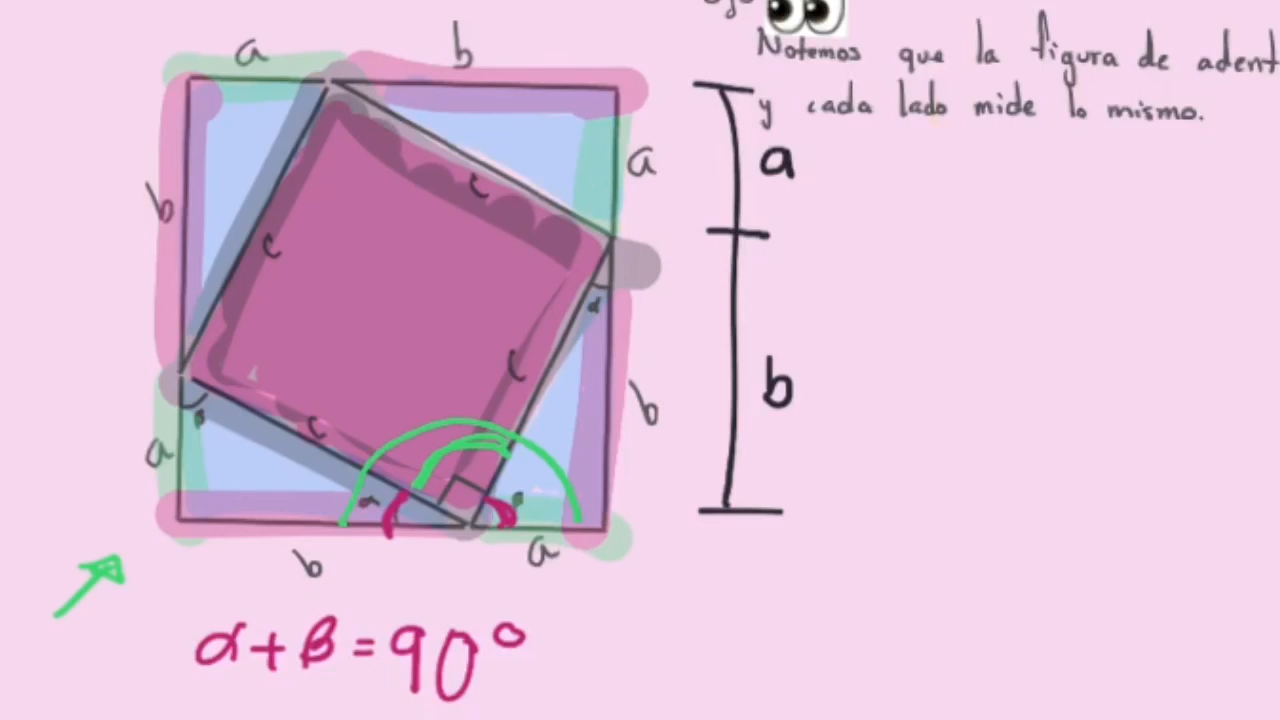 Notemos que la figura de adent
y cada lado mide lo mismo.
a b
b a
c c
a
α
c b
c
β
a b
α β
b a
α+β=90°